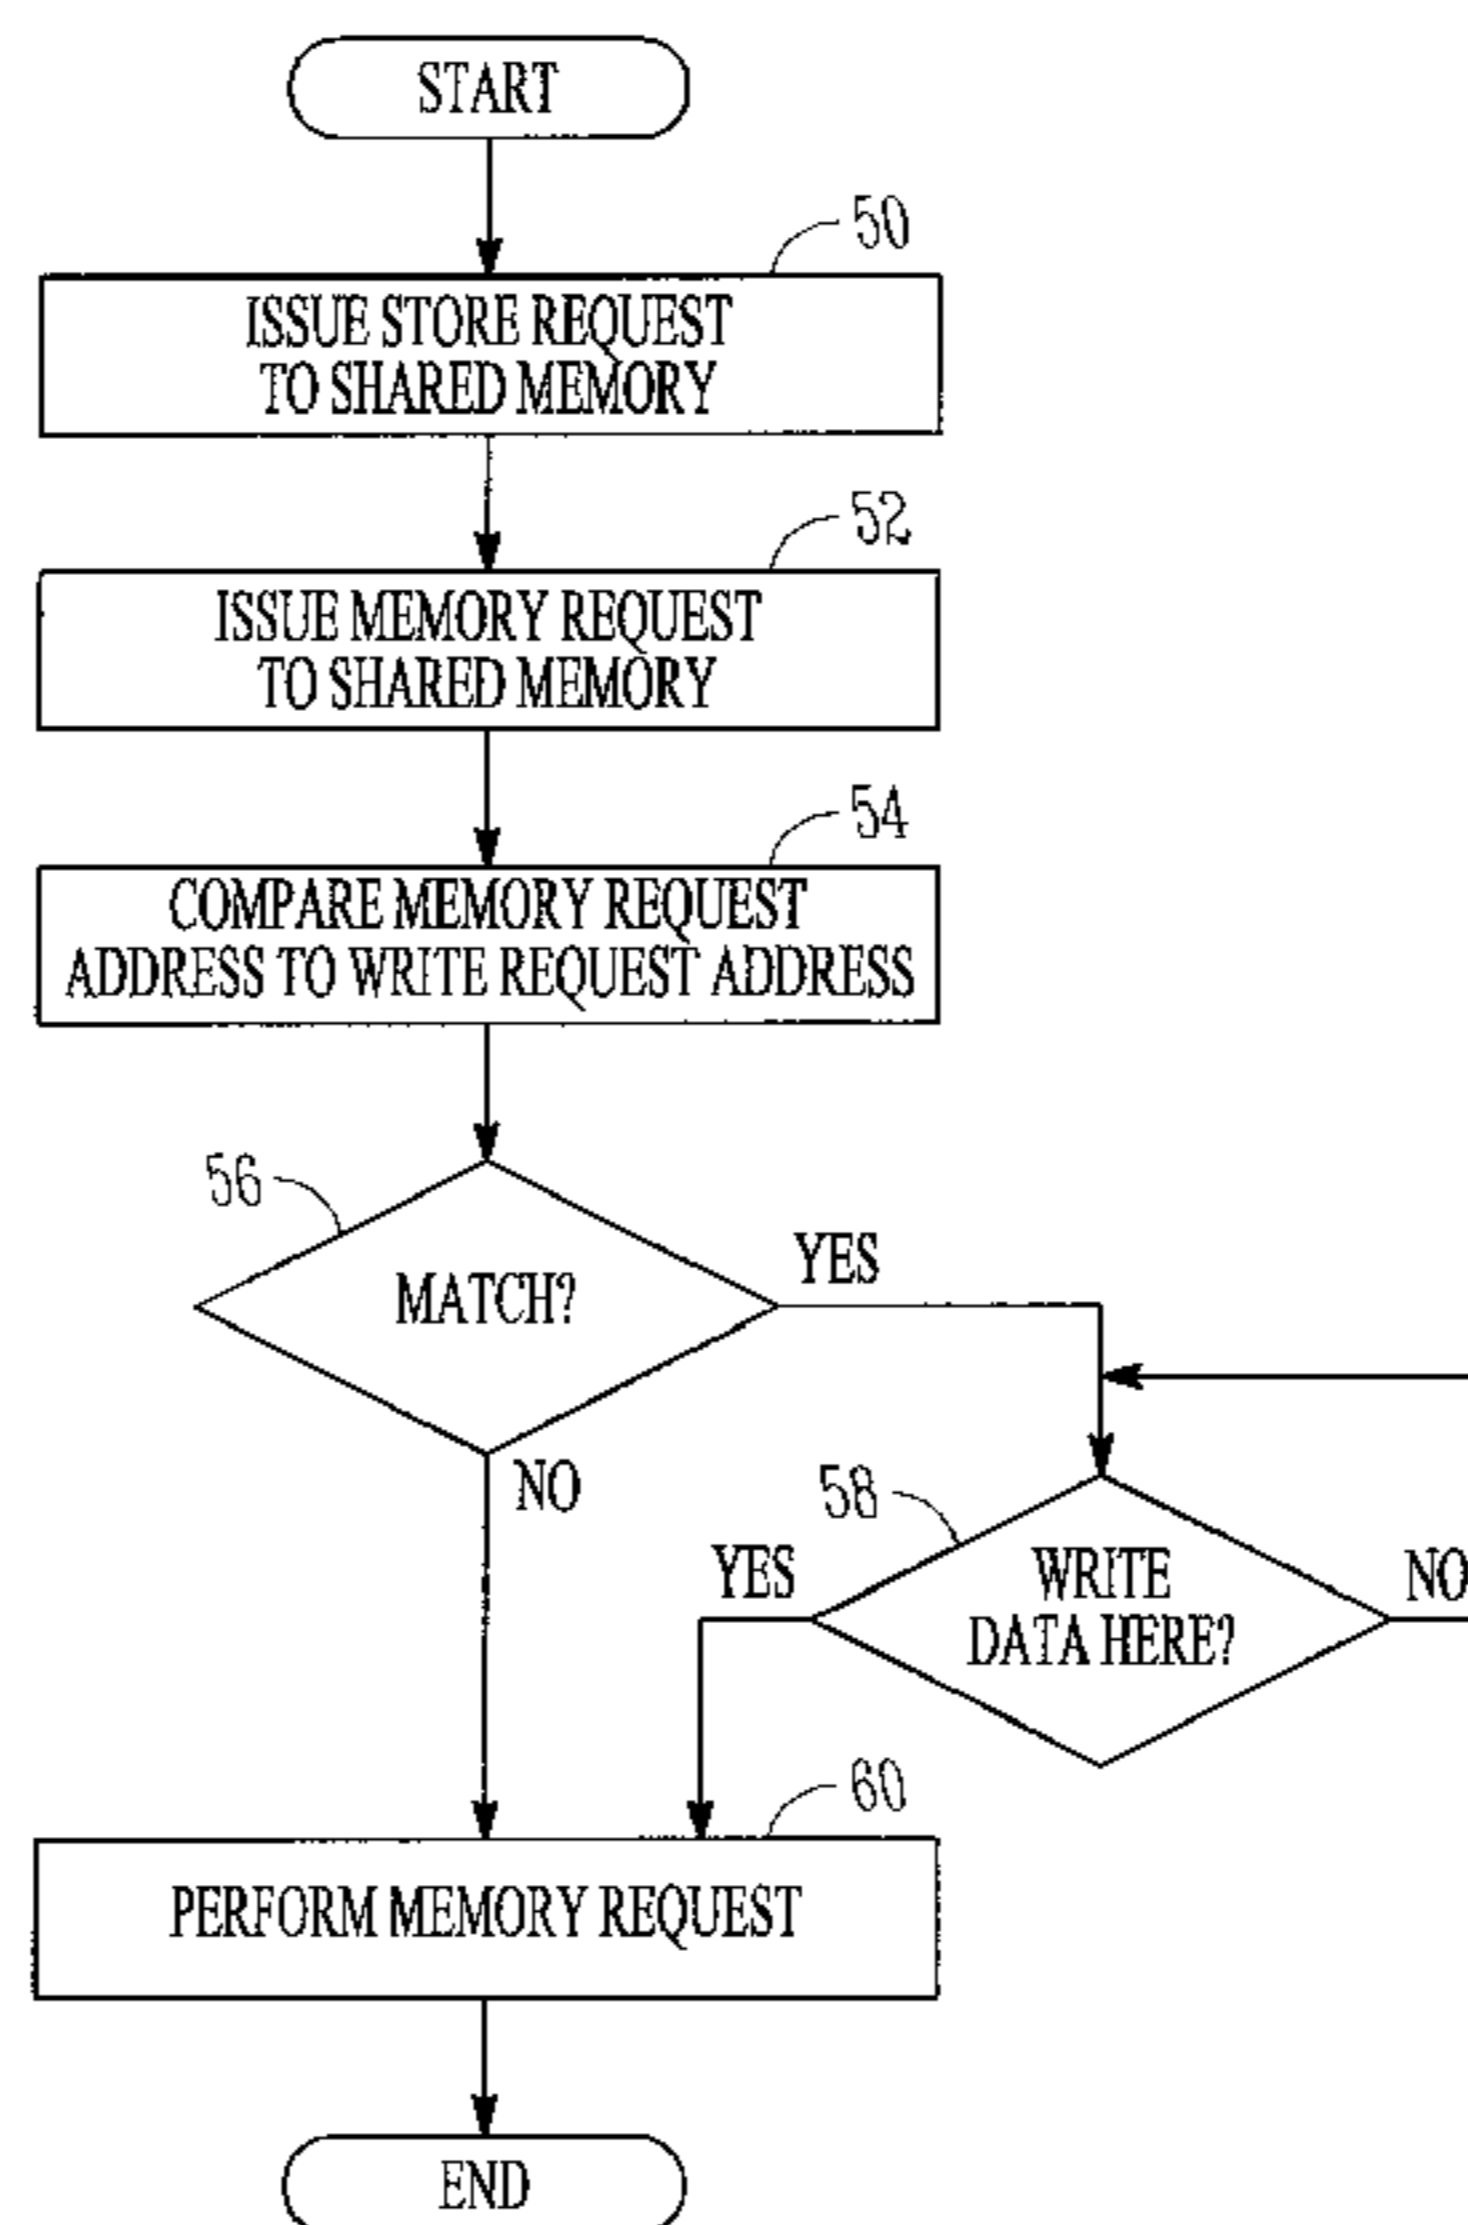 START
50
ISSUE STORE REQUEST
TO SHARED MEMORY
52
ISSUE MEMORY REQUEST
TO SHARED MEMORY
54
COMPARE MEMORY REQUEST
ADDRESS TO WRITE REQUEST ADDRESS
56
MATCH?
YES
NO
58
YES
WRITE
DATA HERE?
NO
60
PERFORM MEMORY REQUEST
END